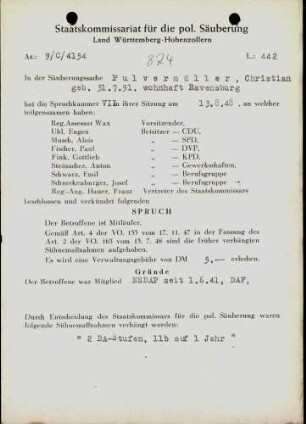 Staatskommissariat für die pol. Säuberung
Land Württemberg-Hohenzollern
Az.: 9/C/4154
824
L.: 442
In der Säuberungssache Pulvermüller, Christian
geb. 31.7.91. wohnhaft Ravensburg
hat die Spruchkammer VII in ihrer Sitzung am 13.8.48, an welcher
teilgenommen haben:
Reg.Assessor Wax Vorsitzender,
Uhl, Eugen Beisitzer – CDU,
Musch, Alois „ – SPD,
Fischer, Paul „ – DVP,
Fink, Gottlieb „ – KPD,
Steinacher, Anton „ – Gewerkschaften,
Schwarz, Emil „ – Berufsgruppe
Schneckenburger, Josef „ – Berufsgruppe
Reg.-Ang. Hauer, Franz Vertreter des Staatskommissars
beschlossen und verkündet folgenden
SPRUCH
Der Betroffene ist Mitläufer.
Gemäß Art. 4 der VO. 133 vom 17. 11. 47 in der Fassung des
Art. 2 der VO. 165 vom 13. 7. 48 sind die früher verhängten
Sühnemaßnahmen aufgehoben.
Es wird eine Verwaltungsgebühr von DM 5,— erhoben.
Gründe
Der Betroffene war Mitglied NSDAP seit 1.6.41, DAF,
Durch Entscheidung des Staatskommissars für die pol. Säuberung waren
folgende Sühnemaßnahmen verhängt worden:
" 2 DA-Stufen, 11b auf 1 Jahr "